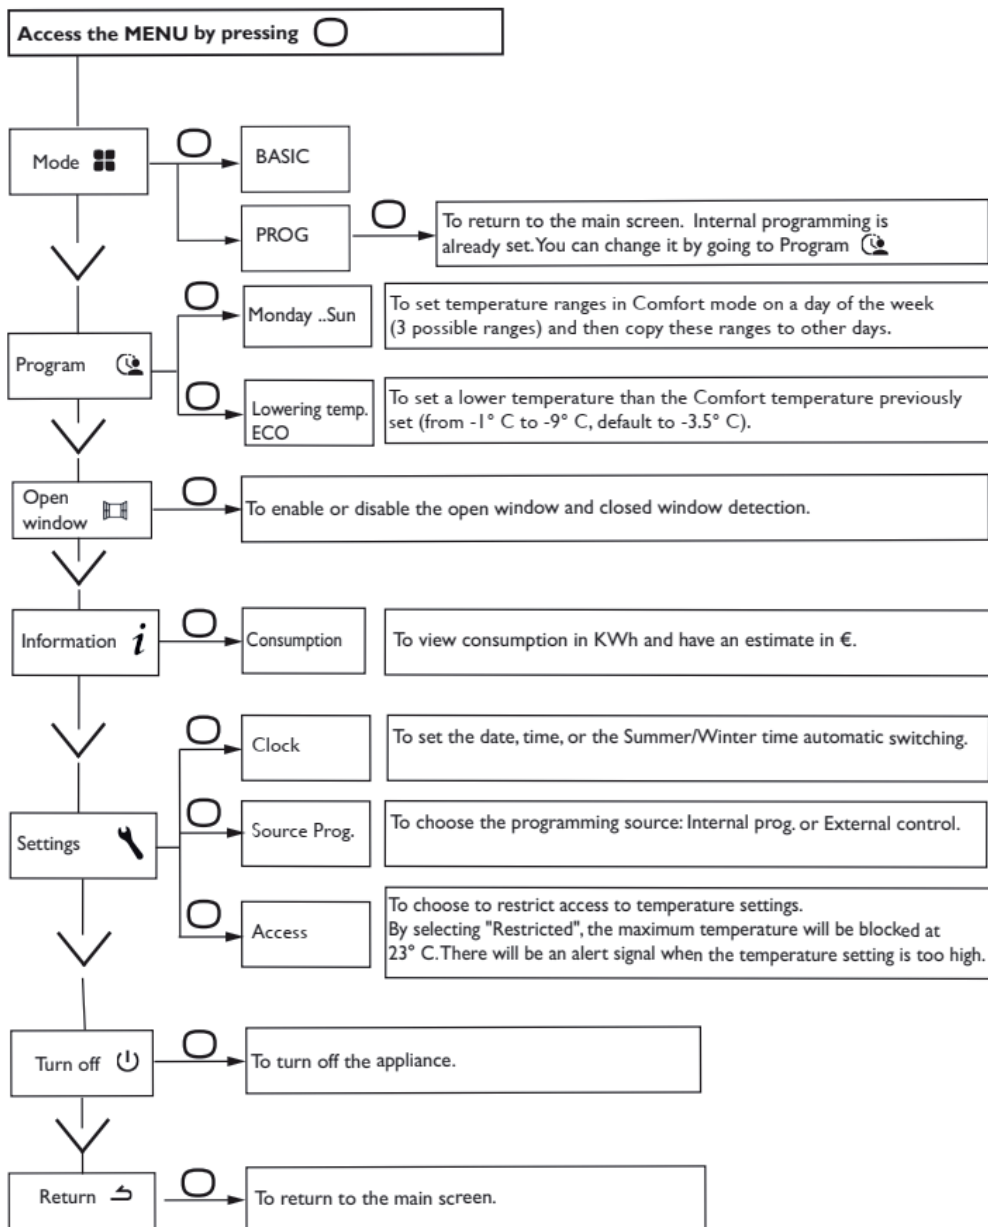 Access the MENU by pressing
Mode
BASIC
PROG
To return to the main screen. Internal programming is
already set. You can change it by going to Program
Program
Monday ..Sun
To set temperature ranges in Comfort mode on a day of the week
(3 possible ranges) and then copy these ranges to other days.
Lowering temp.
ECO
To set a lower temperature than the Comfort temperature previously
set (from -1° C to -9° C, default to -3.5° C).
Open
window
To enable or disable the open window and closed window detection.
Information i
Consumption
To view consumption in KWh and have an estimate in €.
Settings
Clock
To set the date, time, or the Summer/Winter time automatic switching.
Source Prog.
To choose the programming source: Internal prog. or External control.
Access
To choose to restrict access to temperature settings.
By selecting "Restricted", the maximum temperature will be blocked at
23° C. There will be an alert signal when the temperature setting is too high.
Turn off
To turn off the appliance.
Return
To return to the main screen.